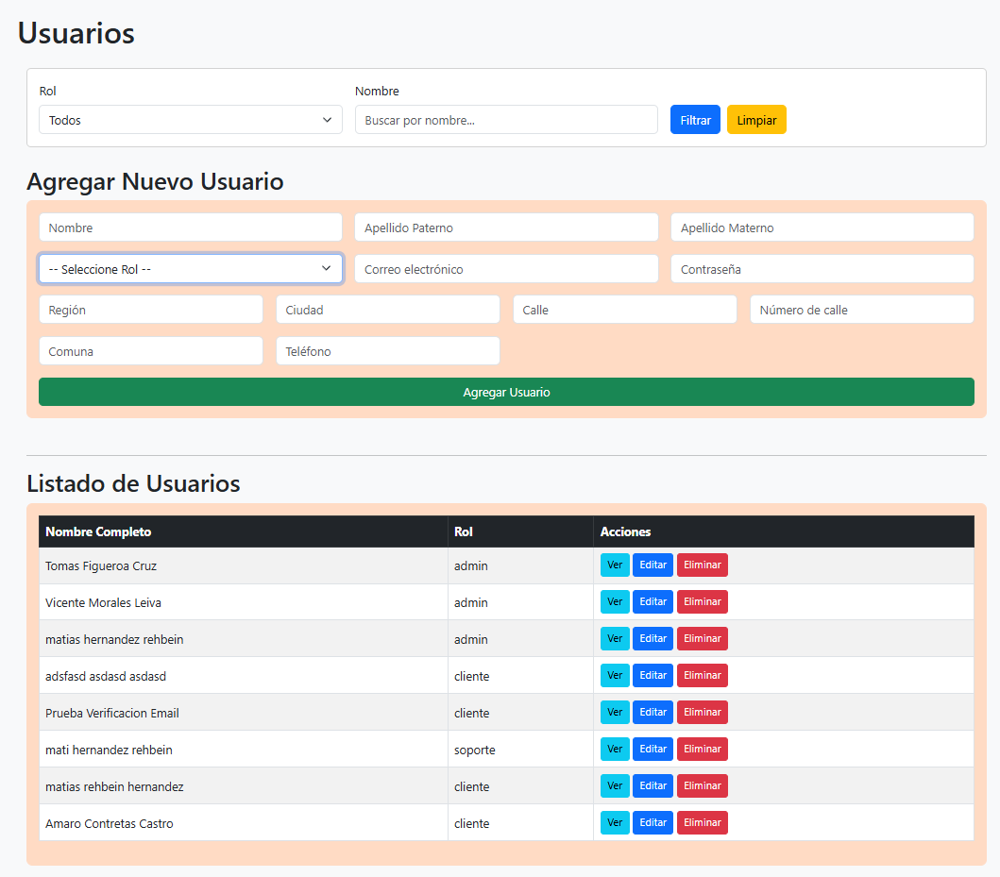 Usuarios
Rol Nombre
Todos Buscar por nombre... Filtrar Limpiar
Agregar Nuevo Usuario
Nombre Apellido Paterno Apellido Materno
-- Seleccione Rol -- Correo electrónico Contraseña
Región Ciudad Calle Número de calle
Comuna Teléfono
Agregar Usuario
Listado de Usuarios
Nombre Completo Rol Acciones
Tomas Figueroa Cruz admin Ver Editar Eliminar
Vicente Morales Leiva admin Ver Editar Eliminar
matias hernandez rehbein admin Ver Editar Eliminar
adsfasd asdasd asdasd cliente Ver Editar Eliminar
Prueba Verificacion Email cliente Ver Editar Eliminar
mati hernandez rehbein soporte Ver Editar Eliminar
matias rehbein hernandez cliente Ver Editar Eliminar
Amaro Contretas Castro cliente Ver Editar Eliminar